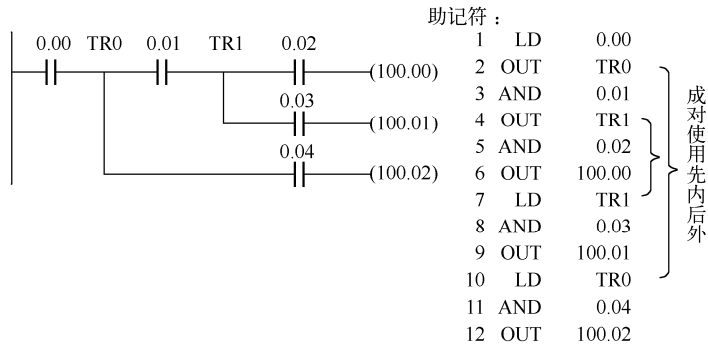 助记符：
0.00 TR0 0.01 TR1 0.02
(100.00)
0.03
(100.01)
0.04
(100.02)
1 LD 0.00
2 OUT TR0
3 AND 0.01
4 OUT TR1
5 AND 0.02
6 OUT 100.00
7 LD TR1
8 AND 0.03
9 OUT 100.01
10 LD TR0
11 AND 0.04
12 OUT 100.02
成对使用先内后外